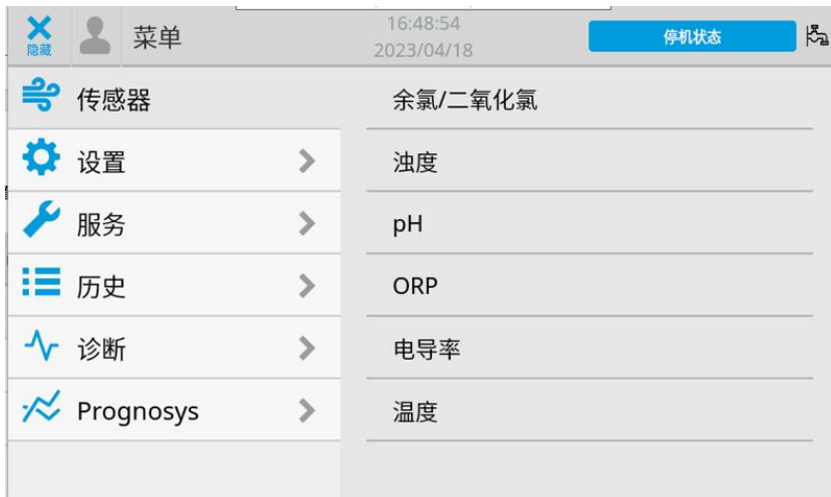 隐藏
菜单
16:48:54
2023/04/18
停机状态
传感器
设置
服务
历史
诊断
Prognosys
余氯/二氧化氯
浊度
pH
ORP
电导率
温度